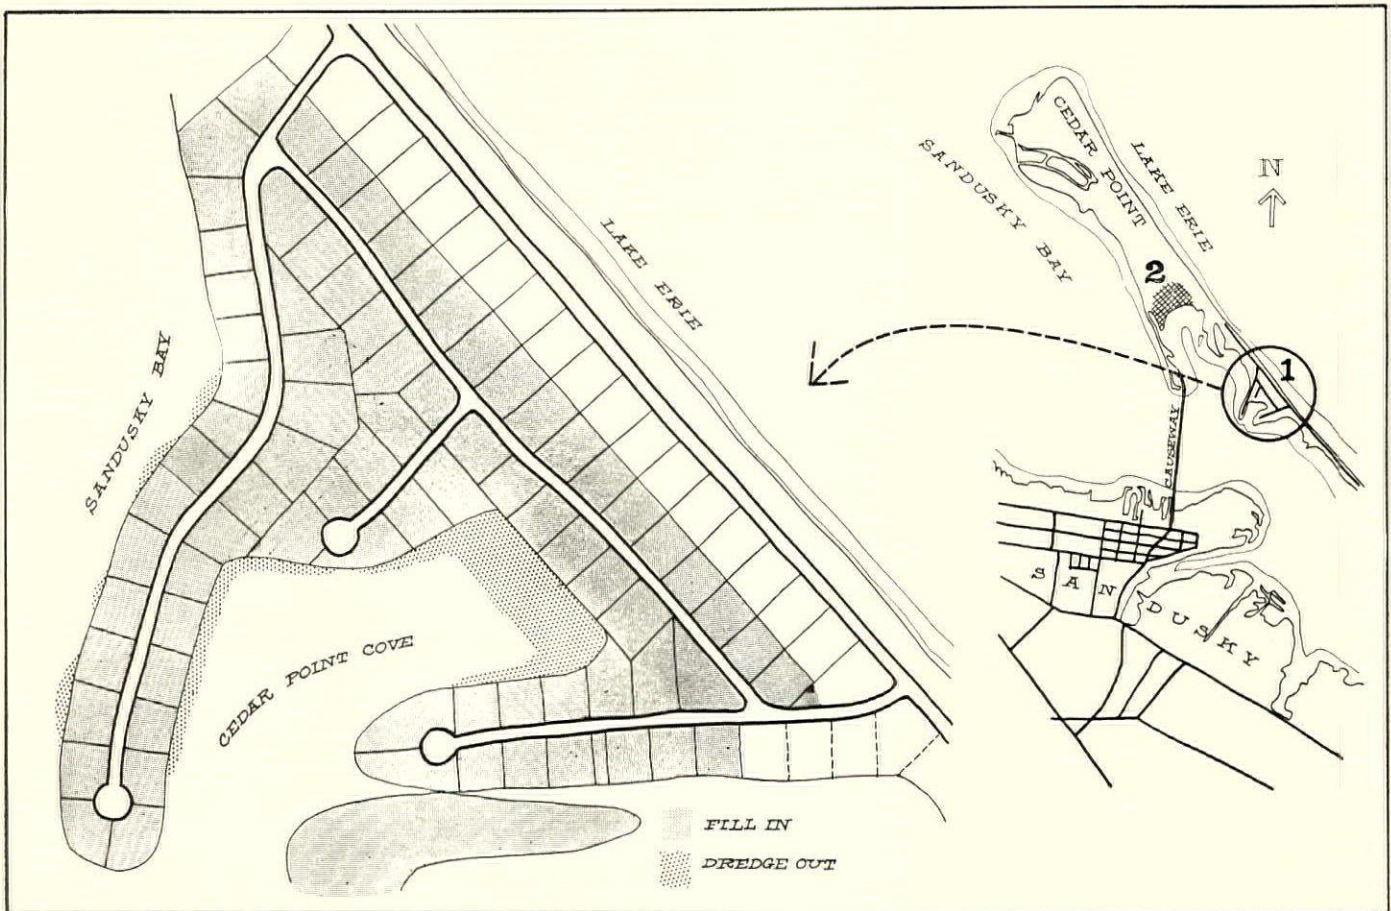 LAKE ERIE
SANDUSKY BAY
CEDAR POINT COVE
FILL IN
DREDGE OUT
CEDAR POINT
LAKE ERIE
SANDUSKY BAY
N
2
1
CAUSEWAY
SANDUSKY